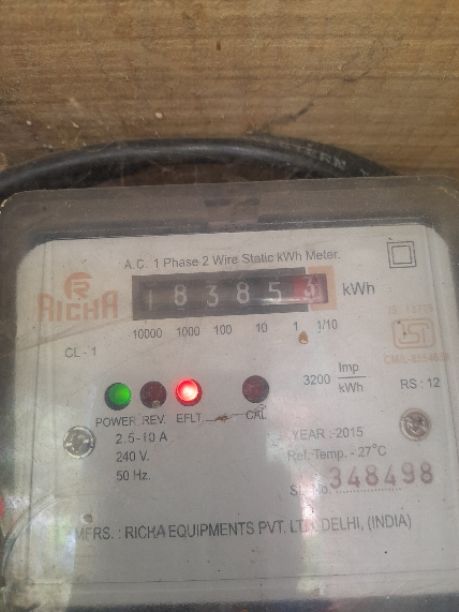 A.C. 1 Phase 2 Wire Static kWh Meter.
RICHA
183853 kWh
10000 1000 100 10 1 1/10
CL - 1
3200 Imp/kWh
RS : 12
POWER REV. EFLT CAL
2.5-10 A
240 V.
50 Hz.
YEAR : 2015
Ref. Temp. - 27°C
348498
MFRS. : RICHA EQUIPMENTS PVT. LTD. DELHI, (INDIA)